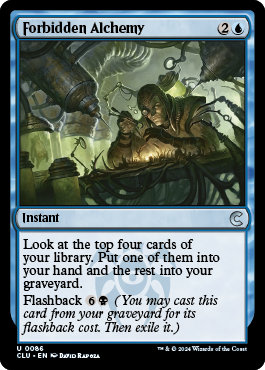 Forbidden Alchemy 2
Instant
Look at the top four cards of
your library. Put one of them into
your hand and the rest into your
graveyard.
Flashback 6 (You may cast this
card from your graveyard for its
flashback cost. Then exile it.)
U 0086
CLU • EN DAVID RAPOZA
™ & © 2024 Wizards of the Coast